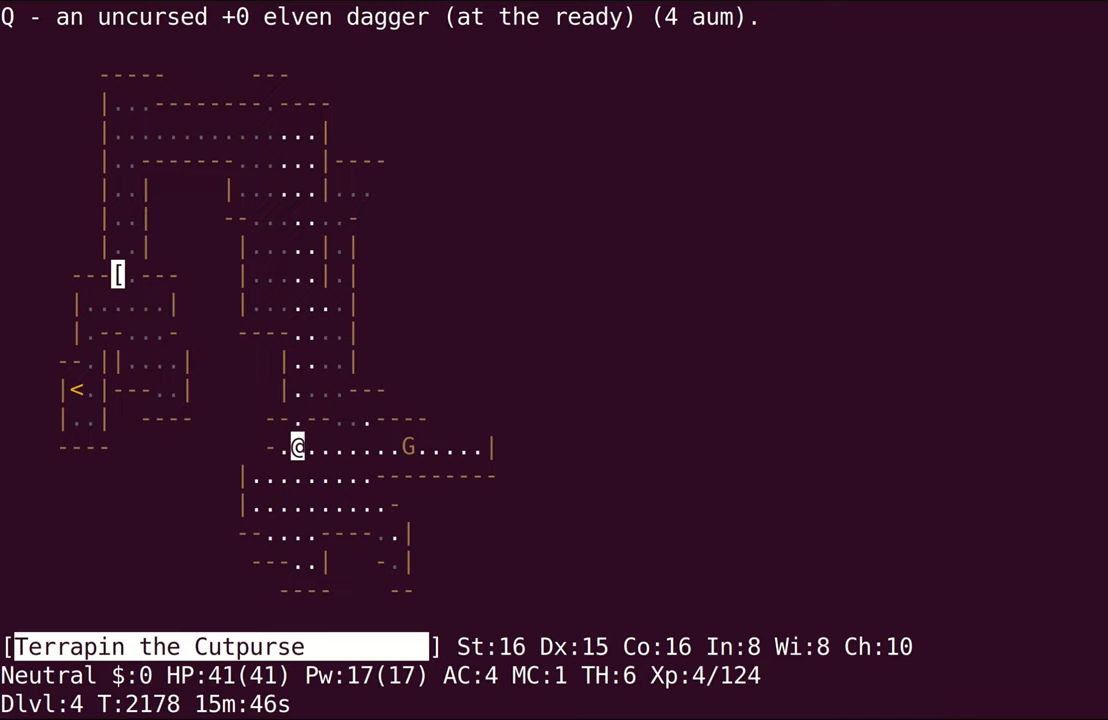 Q - an uncursed +0 elven dagger (at the ready) (4 aum).
       -----      ---
       |...--------.----
       |...............|
       |..-------......|----
       |..|     |......|...
       |..|     --.......-
       |..|      |.....|.|
     ---[.---    |.....|.|
     |......|    |.......|
     |.--...-    ----....|
    --.||....|      |....|
    |<.|---..|      |....---
    |..|  ----     --.--...----
    ----           -.@.......G.....|
                 |.........---------
                 |..........-
                 --....----..|
                  ---..|   -.|
                    ----    --
[Terrapin the Cutpurse         ] St:16 Dx:15 Co:16 In:8 Wi:8 Ch:10
Neutral $:0 HP:41(41) Pw:17(17) AC:4 MC:1 TH:6 Xp:4/124
Dlvl:4 T:2178 15m:46s